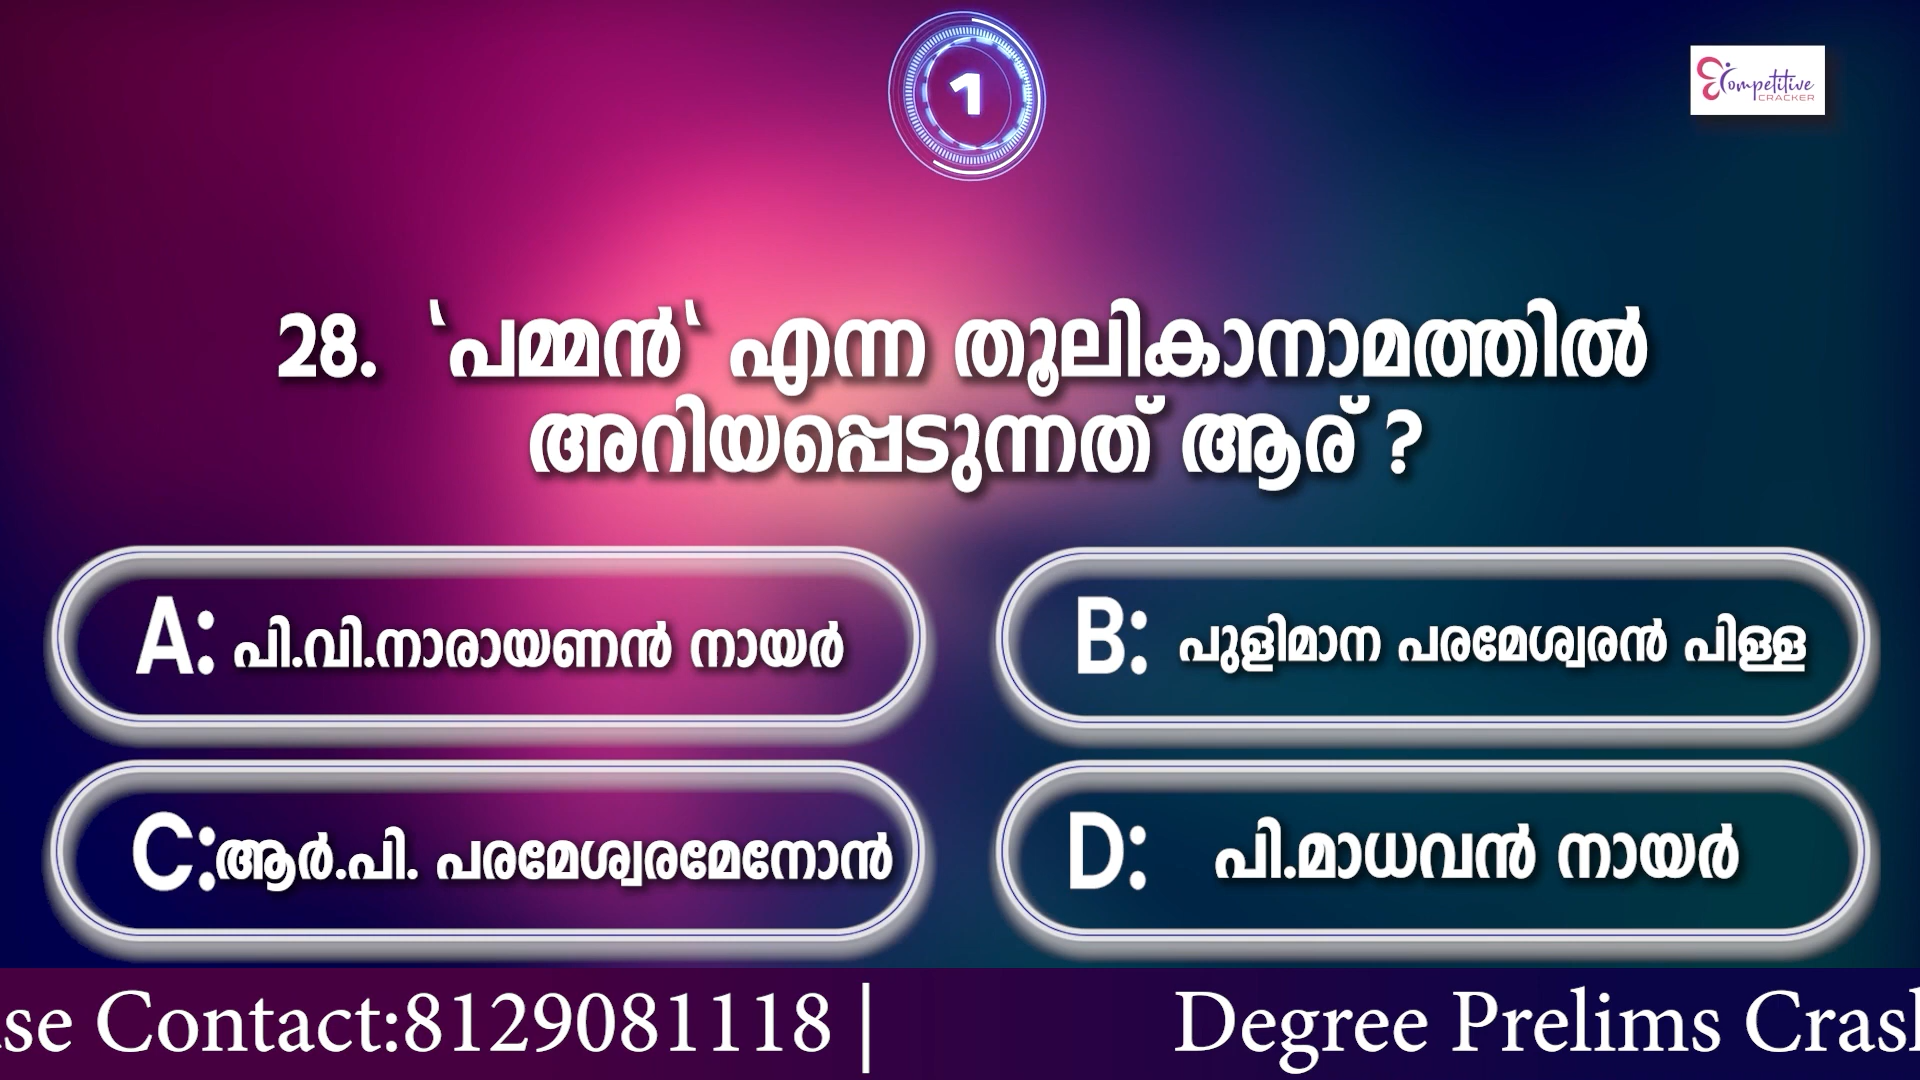 1
Competitive
CRACKER
28. 'പമ്മൻ' എന്ന തൂലികാനാമത്തിൽ
അറിയപ്പെടുന്നത് ആര് ?
A: പി.വി.നാരായണൻ നായർ
B: പുളിമാന പരമേശ്വരൻ പിള്ള
C: ആർ.പി. പരമേശ്വരമേനോൻ
D: പി.മാധവൻ നായർ
se Contact:8129081118 | Degree Prelims Cras